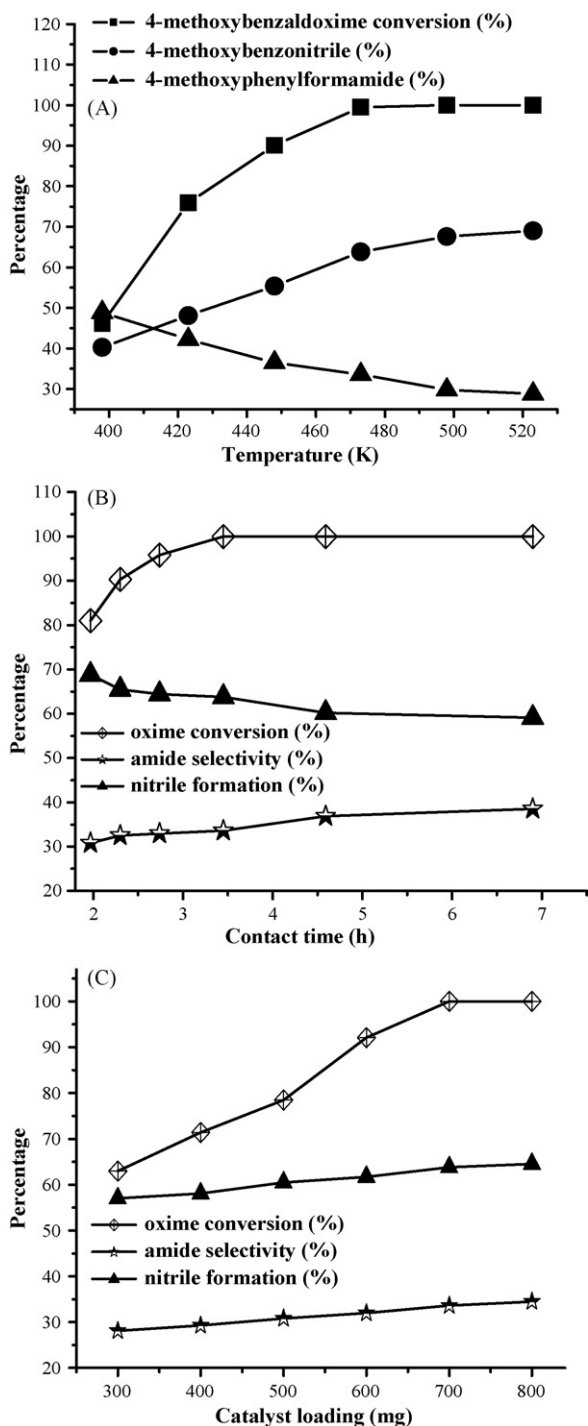 4-methoxybenzaldoxime conversion (%)
4-methoxybenzonitrile (%)
4-methoxyphenylformamide (%)
(A)
120
110
100
90
80
70
60
50
40
30
Percentage
400 420 440 460 480 500 520
Temperature (K)
(B)
110
100
90
80
70
60
50
40
30
20
Percentage
oxime conversion (%)
amide selectivity (%)
nitrile formation (%)
2 3 4 5 6 7
Contact time (h)
(C)
100
90
80
70
60
50
40
30
20
Percentage
oxime conversion (%)
amide selectivity (%)
nitrile formation (%)
300 400 500 600 700 800
Catalyst loading (mg)